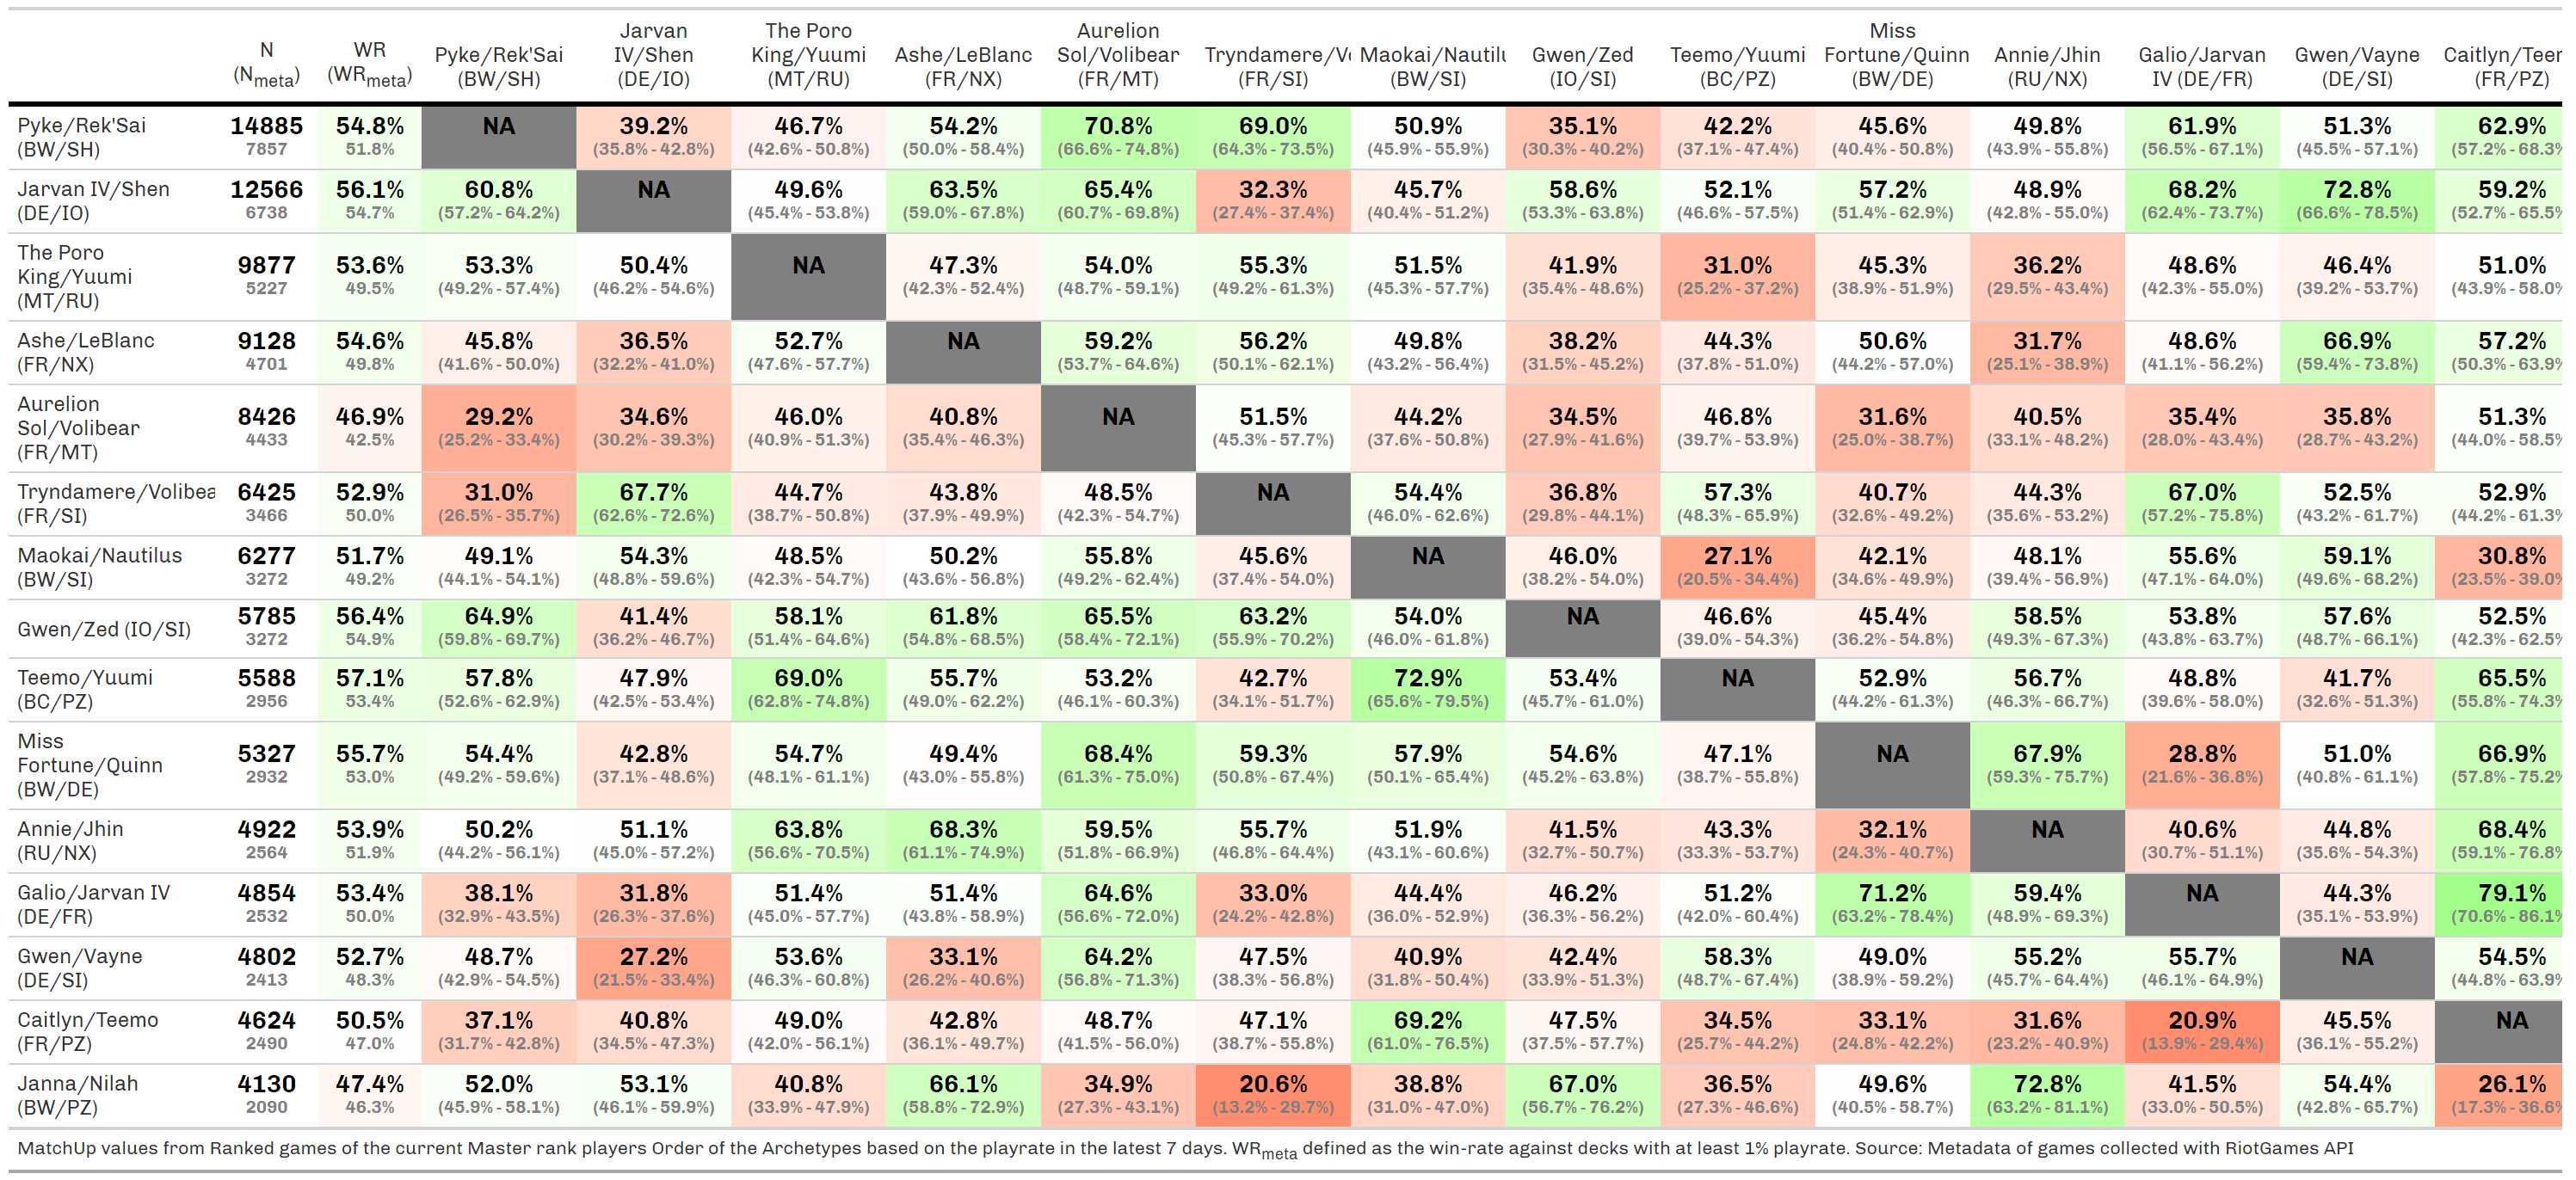 N (Nmeta) WR (WRmeta) Pyke/Rek'Sai (BW/SH) Jarvan IV/Shen (DE/IO) The Poro King/Yuumi (MT/RU) Ashe/LeBlanc (FR/NX) Aurelion Sol/Volibear (FR/MT) Tryndamere/Vo (FR/SI) Maokai/Nautilu (BW/SI) Gwen/Zed (IO/SI) Teemo/Yuumi (BC/PZ) Miss Fortune/Quinn (BW/DE) Annie/Jhin (RU/NX) Galio/Jarvan IV (DE/FR) Gwen/Vayne (DE/SI) Caitlyn/Teer (FR/PZ)
Pyke/Rek'Sai 14885 54.8% NA 39.2% 46.7% 54.2% 70.8% 69.0% 50.9% 35.1% 42.2% 45.6% 49.8% 61.9% 51.3% 62.9%
(BW/SH) 7857 51.8% (35.8% - 42.8%) (42.6% - 50.8%) (50.0% - 58.4%) (66.6% - 74.8%) (64.3% - 73.5%) (45.9% - 55.9%) (30.3% - 40.2%) (37.1% - 47.4%) (40.4% - 50.8%) (43.9% - 55.8%) (56.5% - 67.1%) (45.5% - 57.1%) (57.2% - 68.3%
Jarvan IV/Shen 12566 56.1% 60.8% NA 49.6% 63.5% 65.4% 32.3% 45.7% 58.6% 52.1% 57.2% 48.9% 68.2% 72.8% 59.2%
(DE/IO) 6738 54.7% (57.2% - 64.2%) (45.4% - 53.8%) (59.0% - 67.8%) (60.7% - 69.8%) (27.4% - 37.4%) (40.4% - 51.2%) (53.3% - 63.8%) (46.6% - 57.5%) (51.4% - 62.9%) (42.8% - 55.0%) (62.4% - 73.7%) (66.6% - 78.5%) (52.7% - 65.5%
The Poro
King/Yuumi 9877 53.6% 53.3% 50.4% NA 47.3% 54.0% 55.3% 51.5% 41.9% 31.0% 45.3% 36.2% 48.6% 46.4% 51.0%
(MT/RU) 5227 49.5% (49.2% - 57.4%) (46.2% - 54.6%) (42.3% - 52.4%) (48.7% - 59.1%) (49.2% - 61.3%) (45.3% - 57.7%) (35.4% - 48.6%) (25.2% - 37.2%) (38.9% - 51.9%) (29.5% - 43.4%) (42.3% - 55.0%) (39.2% - 53.7%) (43.9% - 58.0%
Ashe/LeBlanc 9128 54.6% 45.8% 36.5% 52.7% NA 59.2% 56.2% 49.8% 38.2% 44.3% 50.6% 31.7% 48.6% 66.9% 57.2%
(FR/NX) 4701 49.8% (41.6% - 50.0%) (32.2% - 41.0%) (47.6% - 57.7%) (53.7% - 64.6%) (50.1% - 62.1%) (43.2% - 56.4%) (31.5% - 45.2%) (37.8% - 51.0%) (44.2% - 57.0%) (25.1% - 38.9%) (41.1% - 56.2%) (59.4% - 73.8%) (50.3% - 63.9%
Aurelion
Sol/Volibear 8426 46.9% 29.2% 34.6% 46.0% 40.8% NA 51.5% 44.2% 34.5% 46.8% 31.6% 40.5% 35.4% 35.8% 51.3%
(FR/MT) 4433 42.5% (25.2% - 33.4%) (30.2% - 39.3%) (40.9% - 51.3%) (35.4% - 46.3%) (45.3% - 57.7%) (37.6% - 50.8%) (27.9% - 41.6%) (39.7% - 53.9%) (25.0% - 38.7%) (33.1% - 48.2%) (28.0% - 43.4%) (28.7% - 43.2%) (44.0% - 58.5%
Tryndamere/Volibea 6425 52.9% 31.0% 67.7% 44.7% 43.8% 48.5% NA 54.4% 36.8% 57.3% 40.7% 44.3% 67.0% 52.5% 52.9%
(FR/SI) 3466 50.0% (26.5% - 35.7%) (62.6% - 72.6%) (38.7% - 50.8%) (37.9% - 49.9%) (42.3% - 54.7%) (46.0% - 62.6%) (29.8% - 44.1%) (48.3% - 65.9%) (32.6% - 49.2%) (35.6% - 53.2%) (57.2% - 75.8%) (43.2% - 61.7%) (44.2% - 61.3%
Maokai/Nautilus 6277 51.7% 49.1% 54.3% 48.5% 50.2% 55.8% 45.6% NA 46.0% 27.1% 42.1% 48.1% 55.6% 59.1% 30.8%
(BW/SI) 3272 49.2% (44.1% - 54.1%) (48.8% - 59.6%) (42.3% - 54.7%) (43.6% - 56.8%) (49.2% - 62.4%) (37.4% - 54.0%) (38.2% - 54.0%) (20.5% - 34.4%) (34.6% - 49.9%) (39.4% - 56.9%) (47.1% - 64.0%) (49.6% - 68.2%) (23.5% - 39.0%
Gwen/Zed (IO/SI) 5785 56.4% 64.9% 41.4% 58.1% 61.8% 65.5% 63.2% 54.0% NA 46.6% 45.4% 58.5% 53.8% 57.6% 52.5%
3272 54.9% (59.8% - 69.7%) (36.2% - 46.7%) (51.4% - 64.6%) (54.8% - 68.5%) (58.4% - 72.1%) (55.9% - 70.2%) (46.0% - 61.8%) (39.0% - 54.3%) (36.2% - 54.8%) (49.3% - 67.3%) (43.8% - 63.7%) (48.7% - 66.1%) (42.3% - 62.5%
Teemo/Yuumi 5588 57.1% 57.8% 47.9% 69.0% 55.7% 53.2% 42.7% 72.9% 53.4% NA 52.9% 56.7% 48.8% 41.7% 65.5%
(BC/PZ) 2956 53.4% (52.6% - 62.9%) (42.5% - 53.4%) (62.8% - 74.8%) (49.0% - 62.2%) (46.1% - 60.3%) (34.1% - 51.7%) (65.6% - 79.5%) (45.7% - 61.0%) (44.2% - 61.3%) (46.3% - 66.7%) (39.6% - 58.0%) (32.6% - 51.3%) (55.8% - 74.3%
Miss
Fortune/Quinn 5327 55.7% 54.4% 42.8% 54.7% 49.4% 68.4% 59.3% 57.9% 54.6% 47.1% NA 67.9% 28.8% 51.0% 66.9%
(BW/DE) 2932 53.0% (49.2% - 59.6%) (37.1% - 48.6%) (48.1% - 61.1%) (43.0% - 55.8%) (61.3% - 75.0%) (50.8% - 67.4%) (50.1% - 65.4%) (45.2% - 63.8%) (38.7% - 55.8%) (59.3% - 75.7%) (21.6% - 36.8%) (40.8% - 61.1%) (57.8% - 75.2%
Annie/Jhin 4922 53.9% 50.2% 51.1% 63.8% 68.3% 59.5% 55.7% 51.9% 41.5% 43.3% 32.1% NA 40.6% 44.8% 68.4%
(RU/NX) 2564 51.9% (44.2% - 56.1%) (45.0% - 57.2%) (56.6% - 70.5%) (61.1% - 74.9%) (51.8% - 66.9%) (46.8% - 64.4%) (43.1% - 60.6%) (32.7% - 50.7%) (33.3% - 53.7%) (24.3% - 40.7%) (30.7% - 51.1%) (35.6% - 54.3%) (59.1% - 76.8%
Galio/Jarvan IV 4854 53.4% 38.1% 31.8% 51.4% 51.4% 64.6% 33.0% 44.4% 46.2% 51.2% 71.2% 59.4% NA 44.3% 79.1%
(DE/FR) 2532 50.0% (32.9% - 43.5%) (26.3% - 37.6%) (45.0% - 57.7%) (43.8% - 58.9%) (56.6% - 72.0%) (24.2% - 42.8%) (36.0% - 52.9%) (36.3% - 56.2%) (42.0% - 60.4%) (63.2% - 78.4%) (48.9% - 69.3%) (35.1% - 53.9%) (70.6% - 86.1%
Gwen/Vayne 4802 52.7% 48.7% 27.2% 53.6% 33.1% 64.2% 47.5% 40.9% 42.4% 58.3% 49.0% 55.2% 55.7% NA 54.5%
(DE/SI) 2413 48.3% (42.9% - 54.5%) (21.5% - 33.4%) (46.3% - 60.8%) (26.2% - 40.6%) (56.8% - 71.3%) (38.3% - 56.8%) (31.8% - 50.4%) (33.9% - 51.3%) (48.7% - 67.4%) (38.9% - 59.2%) (45.7% - 64.4%) (46.1% - 64.9%) (44.8% - 63.9%
Caitlyn/Teemo 4624 50.5% 37.1% 40.8% 49.0% 42.8% 48.7% 47.1% 69.2% 47.5% 34.5% 33.1% 31.6% 20.9% 45.5% NA
(FR/PZ) 2490 47.0% (31.7% - 42.8%) (34.5% - 47.3%) (42.0% - 56.1%) (36.1% - 49.7%) (41.5% - 56.0%) (38.7% - 55.8%) (61.0% - 76.5%) (37.5% - 57.7%) (25.7% - 44.2%) (24.8% - 42.2%) (23.2% - 40.9%) (13.9% - 29.4%) (36.1% - 55.2%)
Janna/Nilah 4130 47.4% 52.0% 53.1% 40.8% 66.1% 34.9% 20.6% 38.8% 67.0% 36.5% 49.6% 72.8% 41.5% 54.4% 26.1%
(BW/PZ) 2090 46.3% (45.9% - 58.1%) (46.1% - 59.9%) (33.9% - 47.9%) (58.8% - 72.9%) (27.3% - 43.1%) (13.2% - 29.7%) (31.0% - 47.0%) (56.7% - 76.2%) (27.3% - 46.6%) (40.5% - 58.7%) (63.2% - 81.1%) (33.0% - 50.5%) (42.8% - 65.7%) (17.3% - 36.6%
MatchUp values from Ranked games of the current Master rank players Order of the Archetypes based on the playrate in the latest 7 days. WRmeta defined as the win-rate against decks with at least 1% playrate. Source: Metadata of games collected with RiotGames API